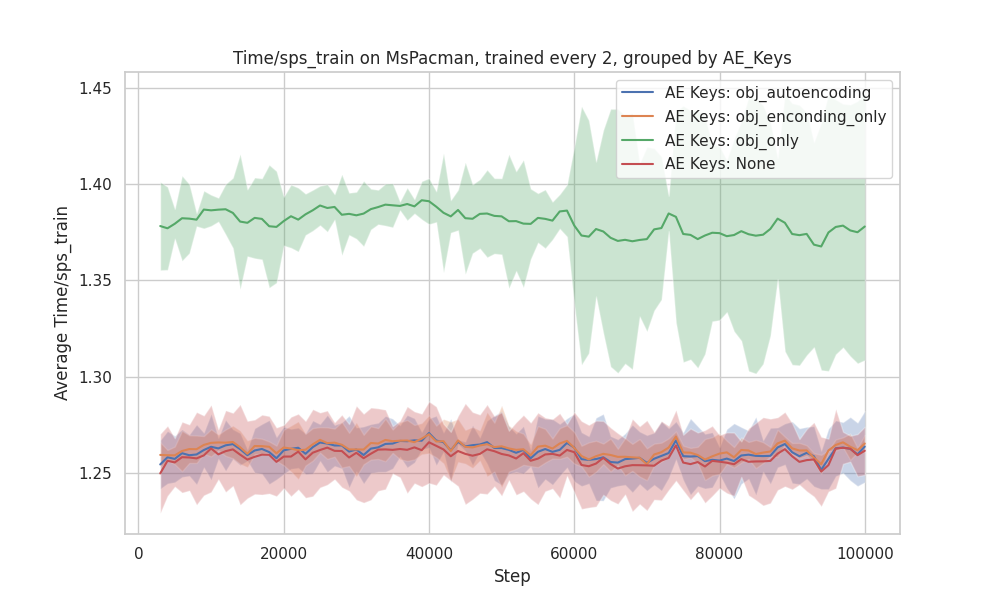 Time/sps_train on MsPacman, trained every 2, grouped by AE_Keys
AE Keys: obj_autoencoding
AE Keys: obj_enconding_only
AE Keys: obj_only
AE Keys: None
Average Time/sps_train
1.45
1.40
1.35
1.30
1.25
0
20000
40000
60000
80000
100000
Step